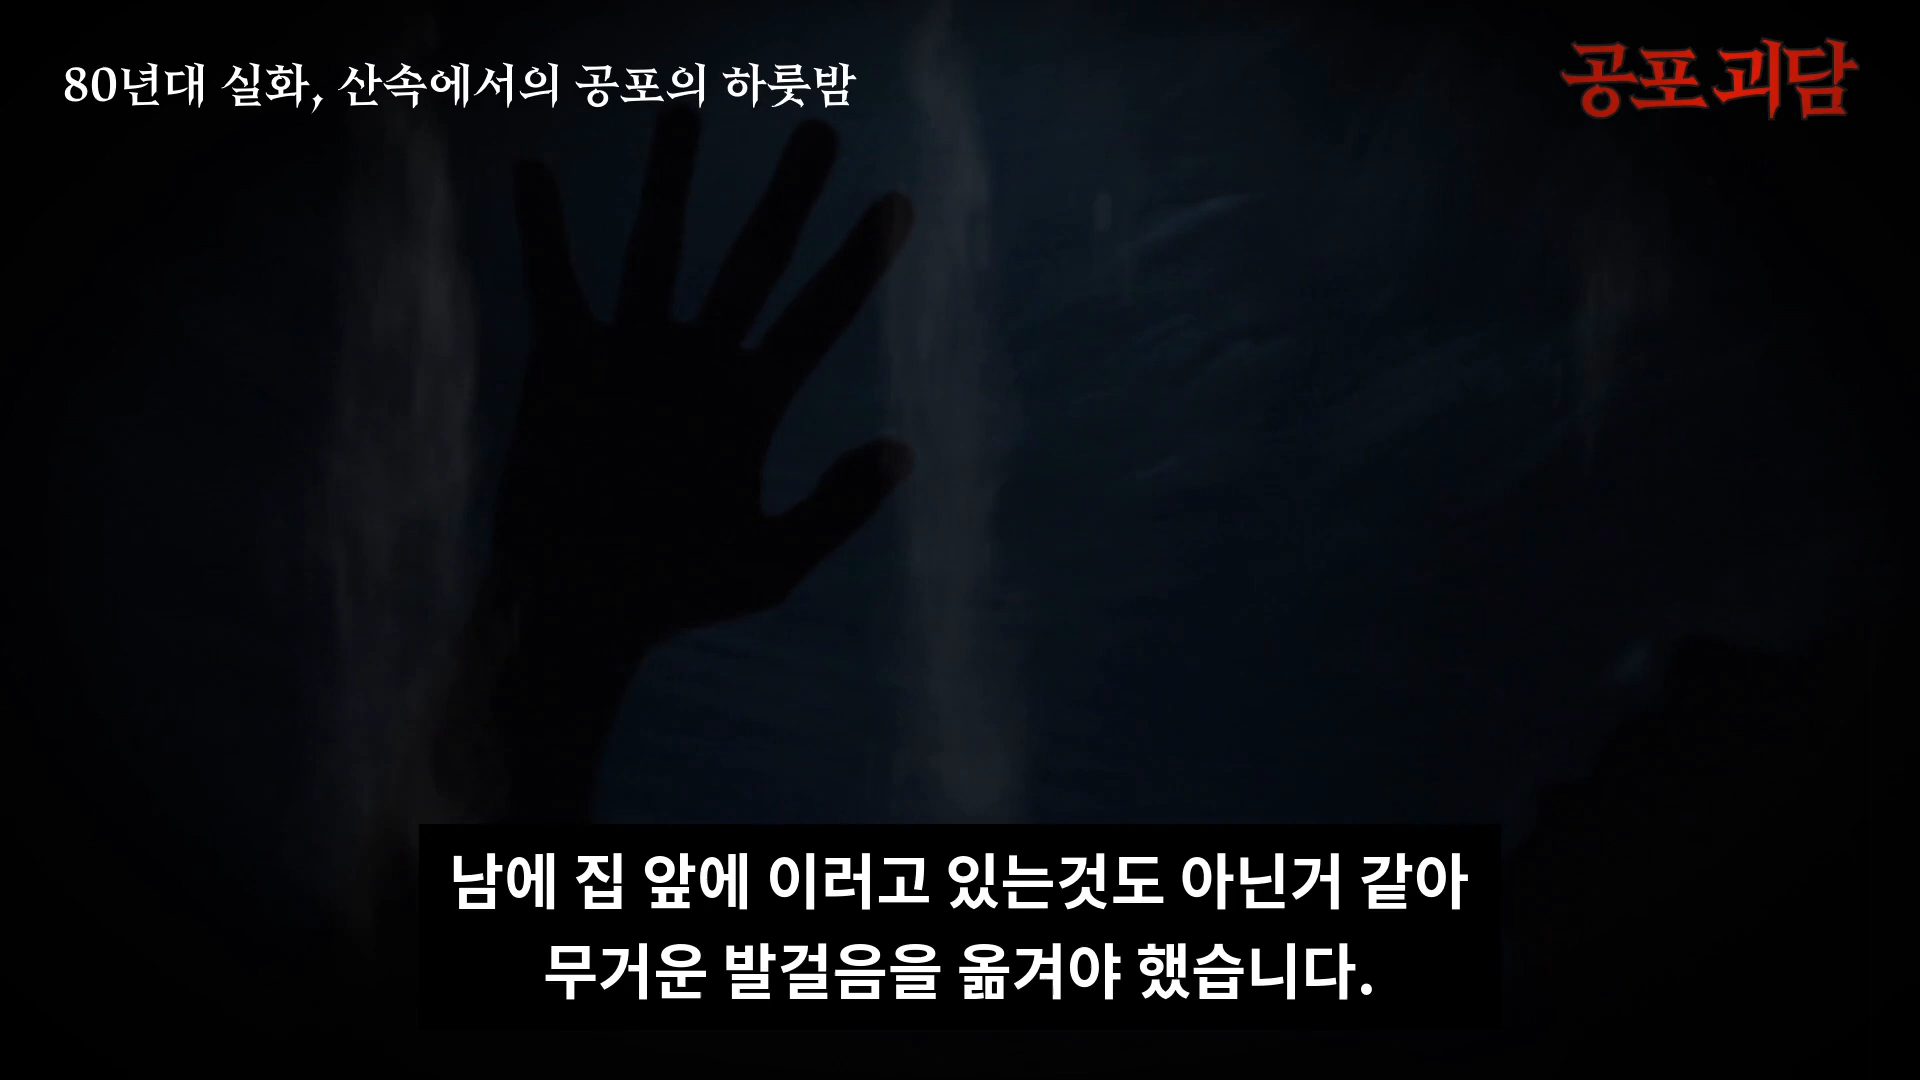 80년대 실화, 산속에서의 공포의 하룻밤
공포 괴담
남에 집 앞에 이러고 있는것도 아닌거 같아
무거운 발걸음을 옮겨야 했습니다.